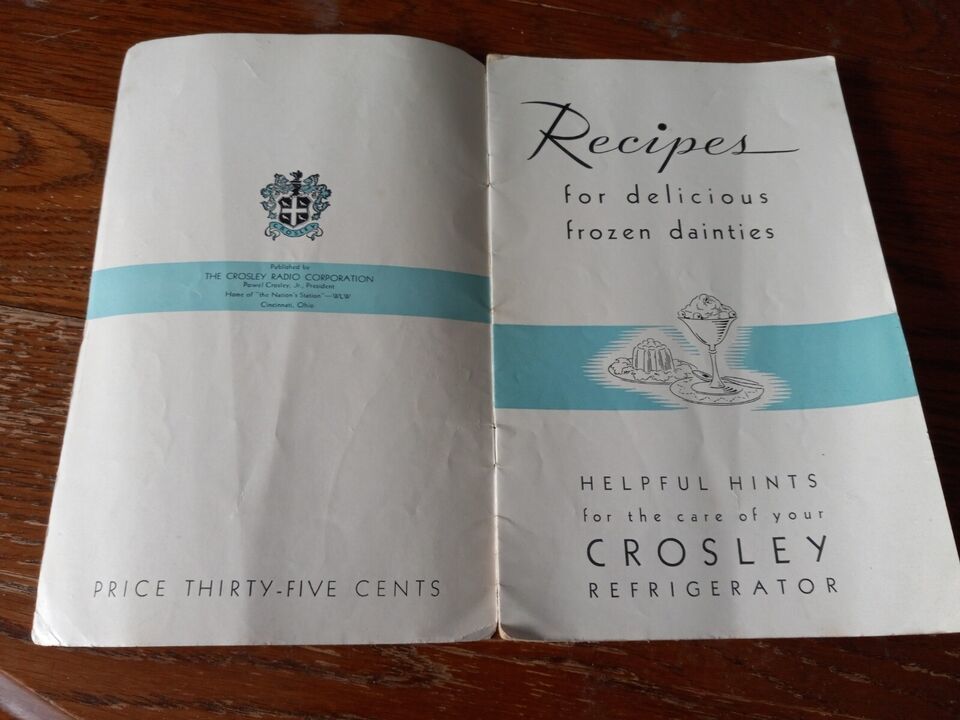 CROSLEY
Published by
THE CROSLEY RADIO CORPORATION
Powel Crosley, Jr., President
Home of "the Nation's Station"—WLW
Cincinnati, Ohio
PRICE THIRTY-FIVE CENTS
Recipes
for delicious
frozen dainties
HELPFUL HINTS
for the care of your
CROSLEY
REFRIGERATOR